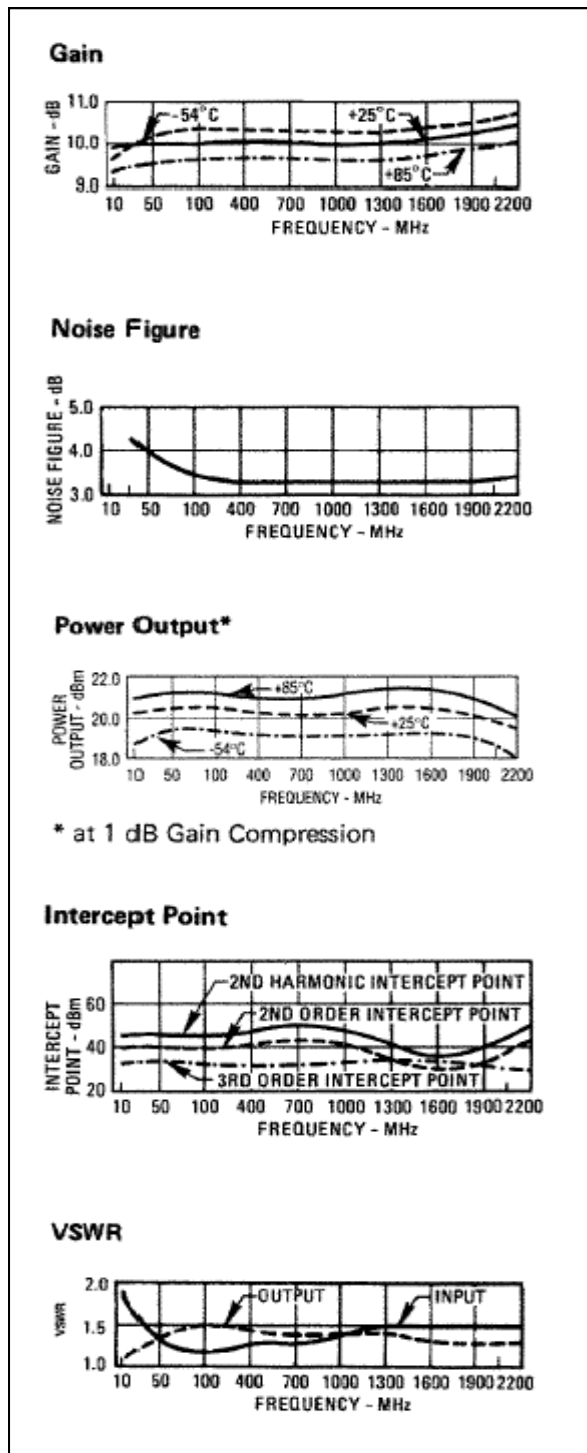 Gain
11.0
-54°C
+25°C
GAIN - dB
10.0
+85°C
9.0
10 50 100 400 700 1000 1300 1600 1900 2200
FREQUENCY - MHz
Noise Figure
5.0
NOISE FIGURE - dB
4.0
3.0
10 50 100 400 700 1000 1300 1600 1900 2200
FREQUENCY - MHz
Power Output*
22.0
+85°C
POWER
OUTPUT - dBm
20.0
+25°C
-54°C
18.0
10 50 100 400 700 1000 1300 1600 1900 2200
FREQUENCY - MHz
* at 1 dB Gain Compression
Intercept Point
2ND HARMONIC INTERCEPT POINT
60
2ND ORDER INTERCEPT POINT
INTERCEPT
POINT - dBm
40
3RD ORDER INTERCEPT POINT
20
10 50 100 400 700 1000 1300 1600 1900 2200
FREQUENCY - MHz
VSWR
2.0
OUTPUT
INPUT
VSWR
1.5
1.0
10 50 100 400 700 1000 1300 1600 1900 2200
FREQUENCY - MHz